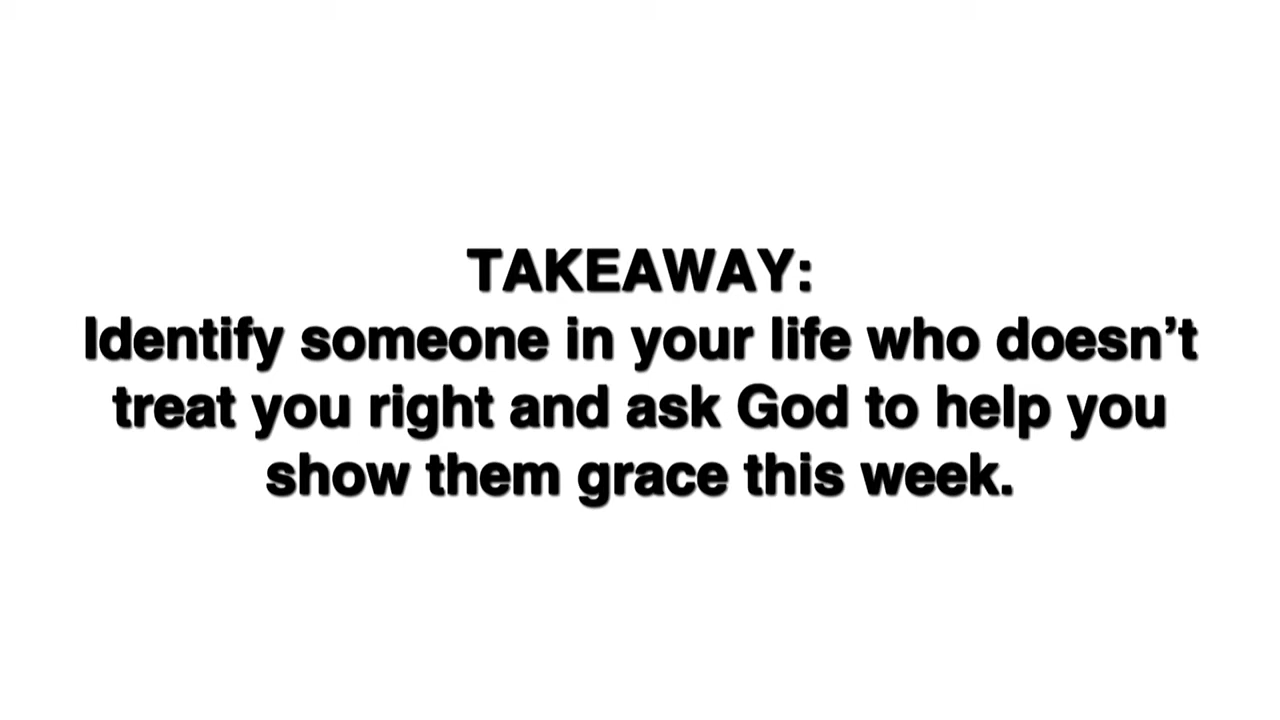 TAKEAWAY:
Identify someone in your life who doesn’t
treat you right and ask God to help you
show them grace this week.